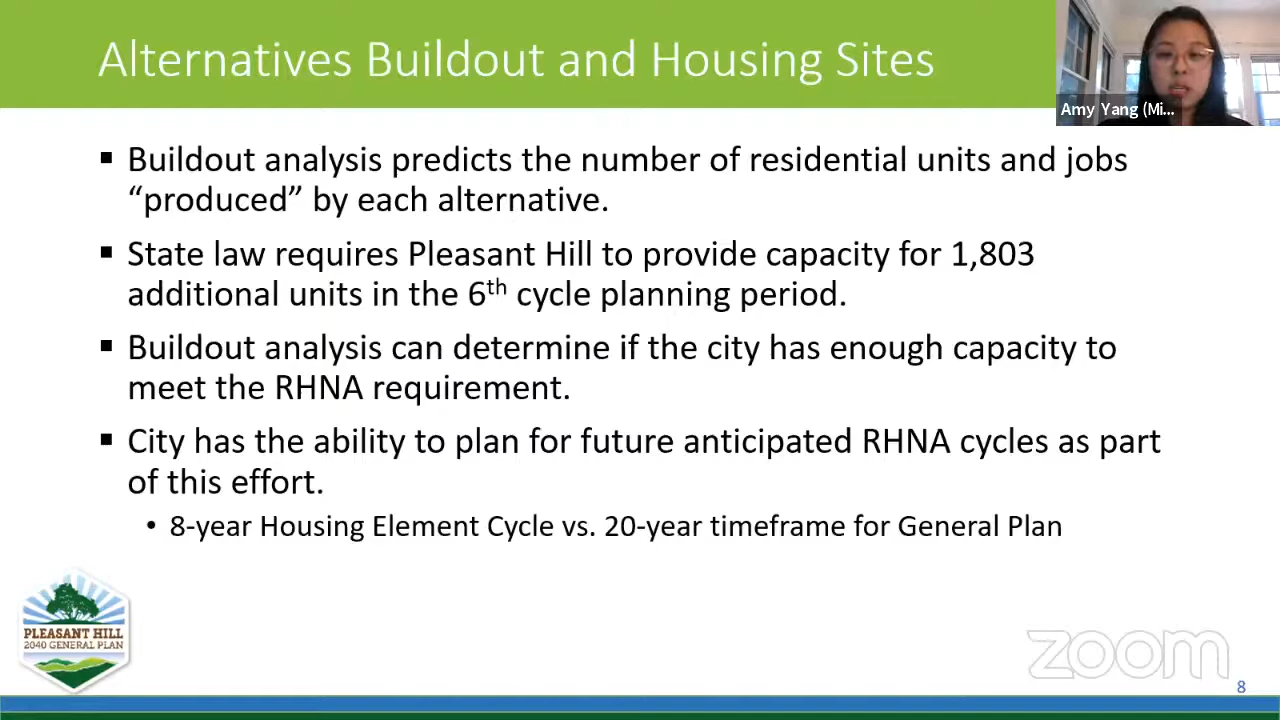 Alternatives Buildout and Housing Sites
Amy Yang (Mi...
▪ Buildout analysis predicts the number of residential units and jobs
“produced” by each alternative.
▪ State law requires Pleasant Hill to provide capacity for 1,803
additional units in the 6th cycle planning period.
▪ Buildout analysis can determine if the city has enough capacity to
meet the RHNA requirement.
▪ City has the ability to plan for future anticipated RHNA cycles as part
of this effort.
• 8-year Housing Element Cycle vs. 20-year timeframe for General Plan
PLEASANT HILL
2040 GENERAL PLAN
zoom
8